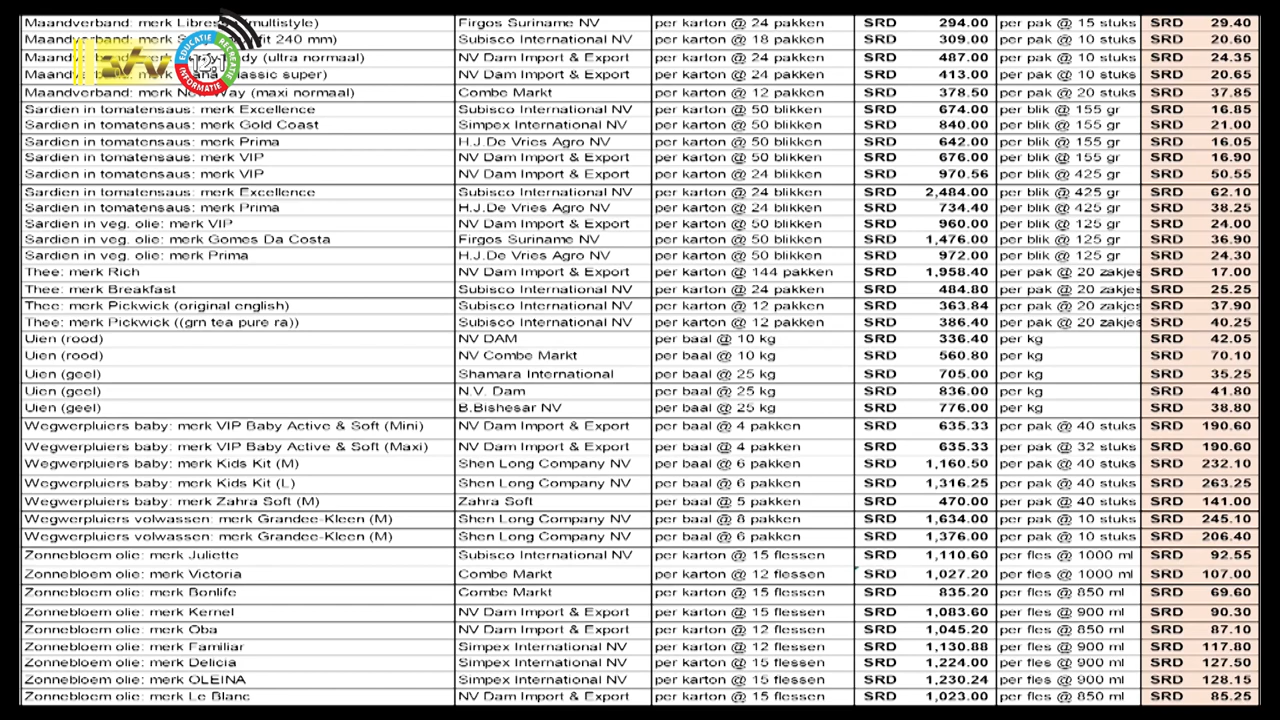 Maandverband: merk (multistyle) Firgos Suriname NV per karton @ 24 pakken SRD 294.00 per pak @ 15 stuks SRD 29.40
Maandverband: merk fit 240 mm) Subisco International NV per karton @ 18 pakken SRD 309.00 per pak @ 10 stuks SRD 20.60
(ultra normaal) NV Dam Import & Export per karton @ 24 pakken SRD 487.00 per pak @ 10 stuks SRD 24.35
classic super) NV Dam Import & Export per karton @ 24 pakken SRD 413.00 per pak @ 10 stuks SRD 20.65
Maandverband: merk (maxi normaal) Combe Markt per karton @ 12 pakken SRD 378.50 per pak @ 20 stuks SRD 37.85
Sardien in tomatensaus: merk Excellence Subisco International NV per karton @ 50 blikken SRD 674.00 per blik @ 155 gr SRD 16.85
Sardien in tomatensaus: merk Gold Coast Simpex International NV per karton @ 50 blikken SRD 840.00 per blik @ 155 gr SRD 21.00
Sardien in tomatensaus: merk Prima H.J.De Vries Agro NV per karton @ 50 blikken SRD 642.00 per blik @ 155 gr SRD 16.05
Sardien in tomatensaus: merk VIP NV Dam Import & Export per karton @ 50 blikken SRD 676.00 per blik @ 155 gr SRD 16.90
Sardien in tomatensaus: merk VIP NV Dam Import & Export per karton @ 24 blikken SRD 970.56 per blik @ 425 gr SRD 50.55
Sardien in tomatensaus: merk Excellence Subisco International NV per karton @ 24 blikken SRD 2,484.00 per blik @ 425 gr SRD 62.10
Sardien in tomatensaus: merk Prima H.J.De Vries Agro NV per karton @ 24 blikken SRD 734.40 per blik @ 425 gr SRD 38.25
Sardien in veg. olie: merk VIP NV Dam Import & Export per karton @ 50 blikken SRD 960.00 per blik @ 125 gr SRD 24.00
Sardien in veg. olie: merk Gomes Da Costa Firgos Suriname NV per karton @ 50 blikken SRD 1,476.00 per blik @ 125 gr SRD 36.90
Sardien in veg. olie: merk Prima H.J.De Vries Agro NV per karton @ 50 blikken SRD 972.00 per blik @ 125 gr SRD 24.30
Thee: merk Rich NV Dam Import & Export per karton @ 144 pakken SRD 1,958.40 per pak @ 20 zakjes SRD 17.00
Thee: merk Breakfast Subisco International NV per karton @ 24 pakken SRD 484.80 per pak @ 20 zakjes SRD 25.25
Thee: merk Pickwick (original english) Subisco International NV per karton @ 12 pakken SRD 363.84 per pak @ 20 zakjes SRD 37.90
Thee: merk Pickwick ((grn tea pure ra)) Subisco International NV per karton @ 12 pakken SRD 386.40 per pak @ 20 zakjes SRD 40.25
Uien (rood) NV DAM per baal @ 10 kg SRD 336.40 per kg SRD 42.05
Uien (rood) NV Combe Markt per baal @ 10 kg SRD 560.80 per kg SRD 70.10
Uien (geel) Shamara International per baal @ 25 kg SRD 705.00 per kg SRD 35.25
Uien (geel) N.V. Dam per baal @ 25 kg SRD 836.00 per kg SRD 41.80
Uien (geel) B.Bishesar NV per baal @ 25 kg SRD 776.00 per kg SRD 38.80
Wegwerpluiers baby: merk VIP Baby Active & Soft (Mini) NV Dam Import & Export per baal @ 4 pakken SRD 635.33 per pak @ 40 stuks SRD 190.60
Wegwerpluiers baby: merk VIP Baby Active & Soft (Maxi) NV Dam Import & Export per baal @ 4 pakken SRD 635.33 per pak @ 32 stuks SRD 190.60
Wegwerpluiers baby: merk Kids Kit (M) Shen Long Company NV per baal @ 6 pakken SRD 1,160.50 per pak @ 40 stuks SRD 232.10
Wegwerpluiers baby: merk Kids Kit (L) Shen Long Company NV per baal @ 6 pakken SRD 1,316.25 per pak @ 40 stuks SRD 263.25
Wegwerpluiers baby: merk Zahra Soft (M) Zahra Soft per baal @ 5 pakken SRD 470.00 per pak @ 40 stuks SRD 141.00
Wegwerpluiers volwassen: merk Grandee-Kleen (M) Shen Long Company NV per baal @ 8 pakken SRD 1,634.00 per pak @ 10 stuks SRD 245.10
Wegwerpluiers volwassen: merk Grandee-Kleen (M) Shen Long Company NV per baal @ 6 pakken SRD 1,376.00 per pak @ 10 stuks SRD 206.40
Zonnebloem olie: merk Juliette Subisco International NV per karton @ 15 flessen SRD 1,110.60 per fles @ 1000 ml SRD 92.55
Zonnebloem olie: merk Victoria Combe Markt per karton @ 12 flessen SRD 1,027.20 per fles @ 1000 ml SRD 107.00
Zonnebloem olie: merk Bonlife Combe Markt per karton @ 15 flessen SRD 835.20 per fles @ 850 ml SRD 69.60
Zonnebloem olie: merk Kernel NV Dam Import & Export per karton @ 15 flessen SRD 1,083.60 per fles @ 900 ml SRD 90.30
Zonnebloem olie: merk Oba NV Dam Import & Export per karton @ 12 flessen SRD 1,045.20 per fles @ 850 ml SRD 87.10
Zonnebloem olie: merk Familiar Simpex International NV per karton @ 12 flessen SRD 1,130.88 per fles @ 900 ml SRD 117.80
Zonnebloem olie: merk Delicia Simpex International NV per karton @ 15 flessen SRD 1,224.00 per fles @ 900 ml SRD 127.50
Zonnebloem olie: merk OLEINA Simpex International NV per karton @ 15 flessen SRD 1,230.24 per fles @ 900 ml SRD 128.15
Zonnebloem olie: merk Le Blanc NV Dam Import & Export per karton @ 15 flessen SRD 1,023.00 per fles @ 850 ml SRD 85.25
EDUCATIE RECREATIE INFORMATIE
12.1